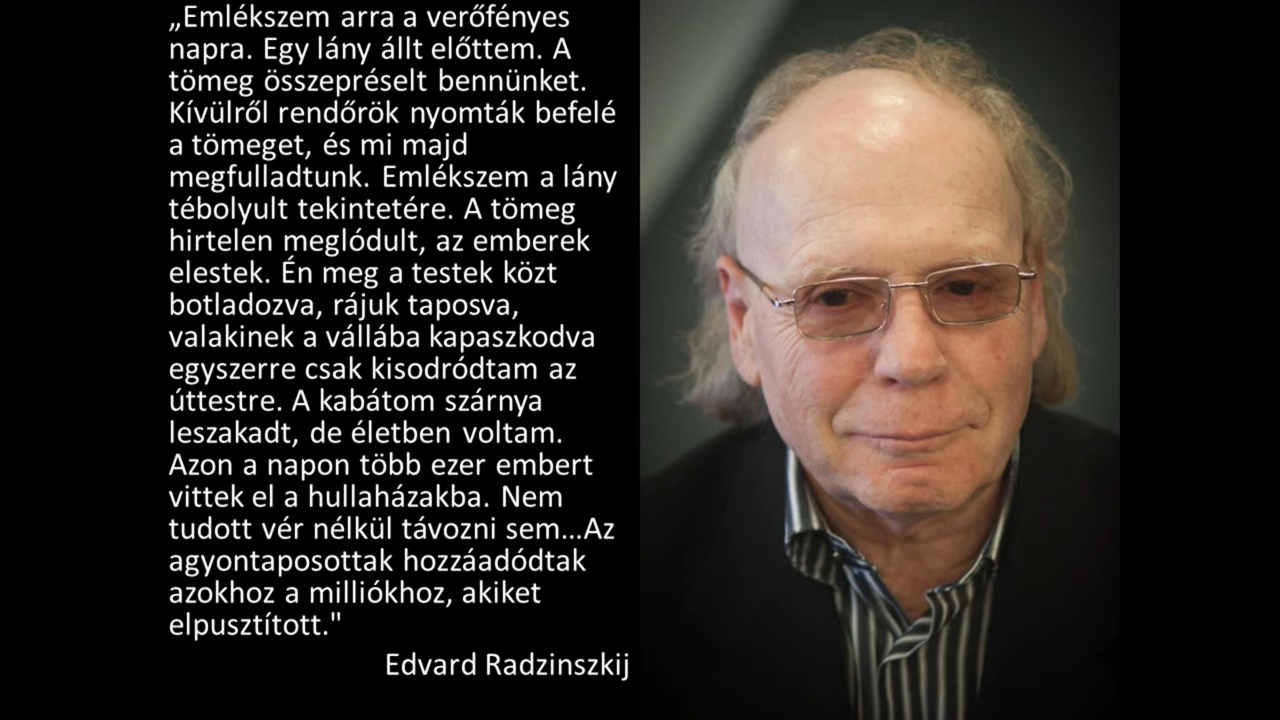 „Emlékszem arra a verőfényes
napra. Egy lány állt előttem. A
tömeg összepréselt bennünket.
Kívülről rendőrök nyomták befelé
a tömeget, és mi majd
megfulladtunk. Emlékszem a lány
tébolyult tekintetére. A tömeg
hirtelen meglódult, az emberek
elestek. Én meg a testek közt
botladozva, rájuk taposva,
valakinek a vállába kapaszkodva
egyszerre csak kisodródtam az
úttestre. A kabátom szárnya
leszakadt, de életben voltam.
Azon a napon több ezer embert
vittek el a hullaházakba. Nem
tudott vér nélkül távozni sem…Az
agyontaposottak hozzáadódtak
azokhoz a milliókhoz, akiket
elpusztított."
Edvard Radzinszkij